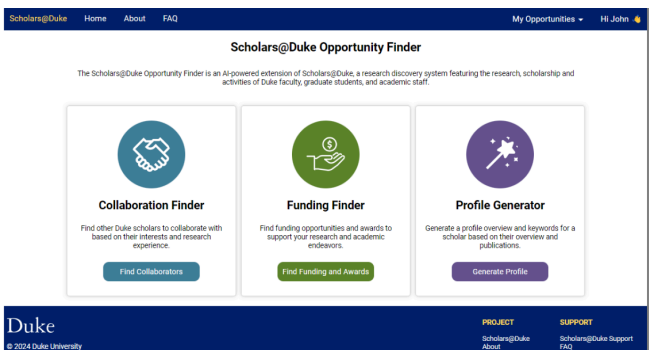 Scholars@Duke Home About FAQ My Opportunities Hi John
Scholars@Duke Opportunity Finder
The Scholars@Duke Opportunity Finder is an AI-powered extension of Scholars@Duke, a research discovery system featuring the research, scholarship and
activities of Duke faculty, graduate students, and academic staff.
$
Collaboration Finder
Find other Duke scholars to collaborate with
based on their interests and research
experience.
Find Collaborators
Funding Finder
Find funding opportunities and awards to
support your research and academic
endeavors.
Find Funding and Awards
Profile Generator
Generate a profile overview and keywords for a
scholar based on their overview and
publications.
Generate Profile
Duke
© 2024 Duke University
PROJECT
Scholars@Duke
About
SUPPORT
Scholars@Duke Support
FAQ